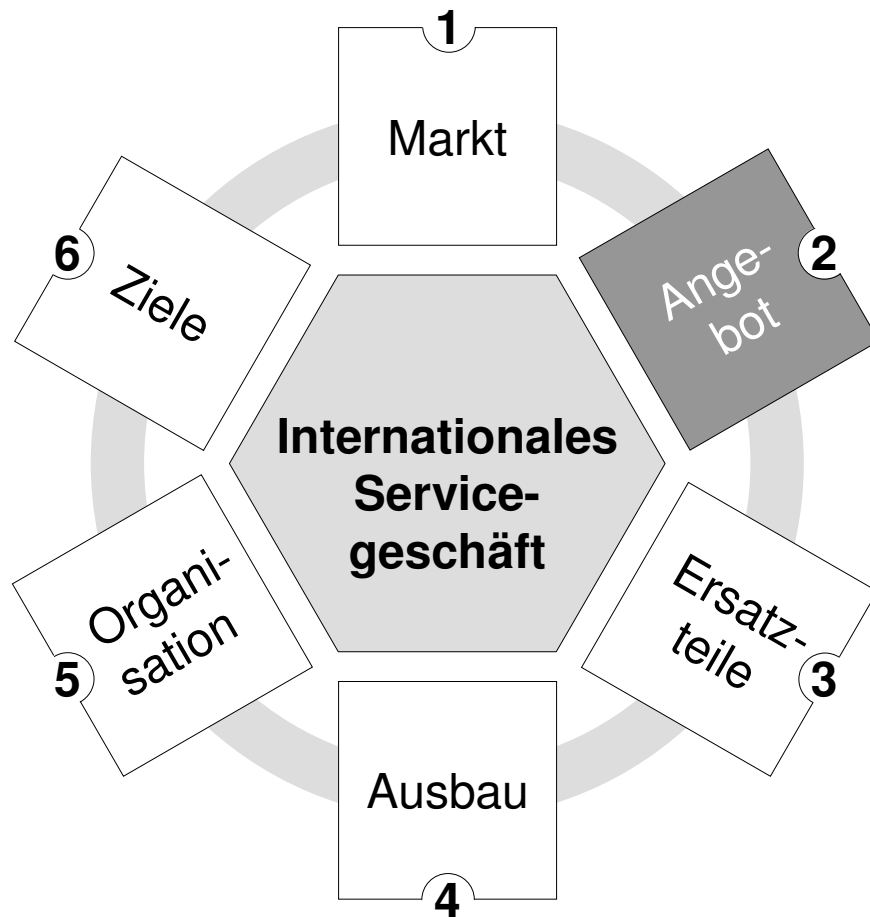 1
Markt
2
Ange-
bot
3
Ersatz-
teile
4
Ausbau
5
Organi-
sation
6
Ziele
Internationales
Service-
geschäft